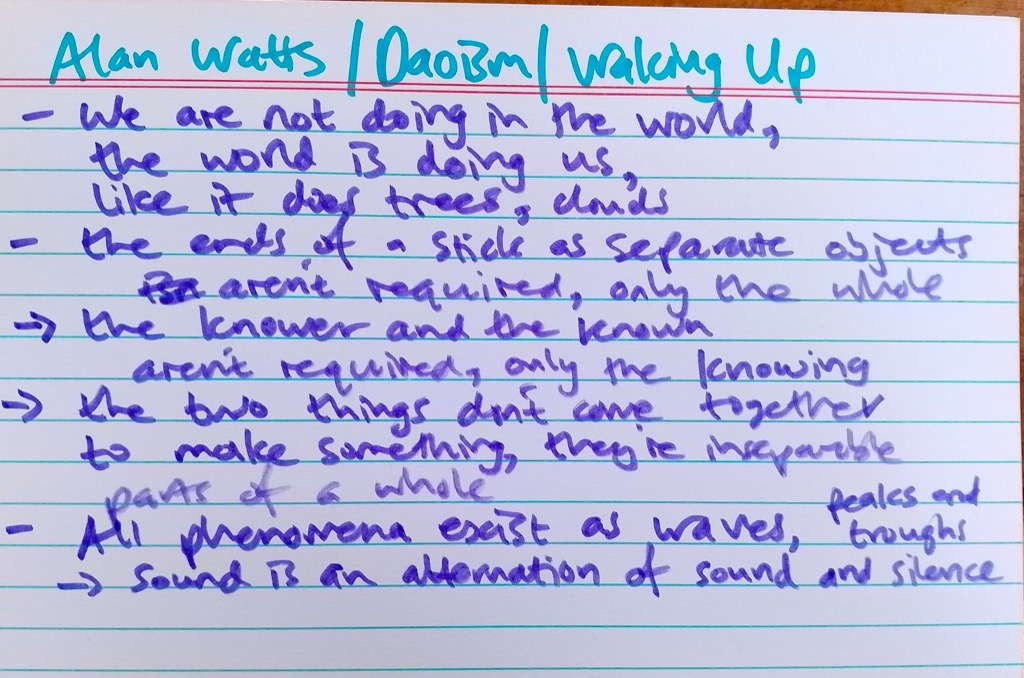 Alan Watts / Daoism / Waking Up
- We are not doing in the world,
the world is doing us,
like it does trees, clouds
- the ends of a stick as separate objects
aren't required, only the whole
→ the knower and the known
aren't required, only the knowing
→ the two things don't come together
to make something, they're inseparable
parts of a whole
- All phenomena exist as waves, peaks and
troughs
→ sound is an alternation of sound and silence